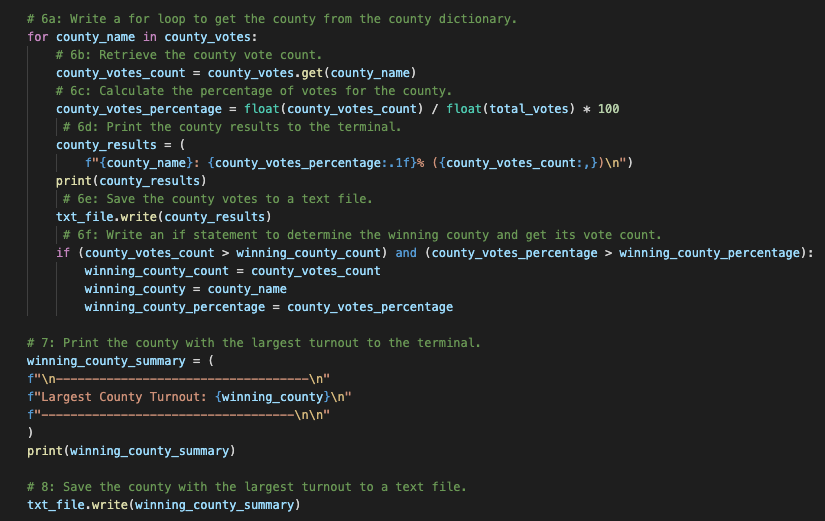 # 6a: Write a for loop to get the county from the county dictionary.
for county_name in county_votes:
    # 6b: Retrieve the county vote count.
    county_votes_count = county_votes.get(county_name)
    # 6c: Calculate the percentage of votes for the county.
    county_votes_percentage = float(county_votes_count) / float(total_votes) * 100
     # 6d: Print the county results to the terminal.
    county_results = (
        f"{county_name}: {county_votes_percentage:.1f}% ({county_votes_count:,})\n")
    print(county_results)
     # 6e: Save the county votes to a text file.
    txt_file.write(county_results)
     # 6f: Write an if statement to determine the winning county and get its vote count.
    if (county_votes_count > winning_county_count) and (county_votes_percentage > winning_county_percentage):
        winning_county_count = county_votes_count
        winning_county = county_name
        winning_county_percentage = county_votes_percentage

# 7: Print the county with the largest turnout to the terminal.
winning_county_summary = (
f"\n-----------------------------------\n"
f"Largest County Turnout: {winning_county}\n"
f"-----------------------------------\n\n"
)
print(winning_county_summary)

# 8: Save the county with the largest turnout to a text file.
txt_file.write(winning_county_summary)